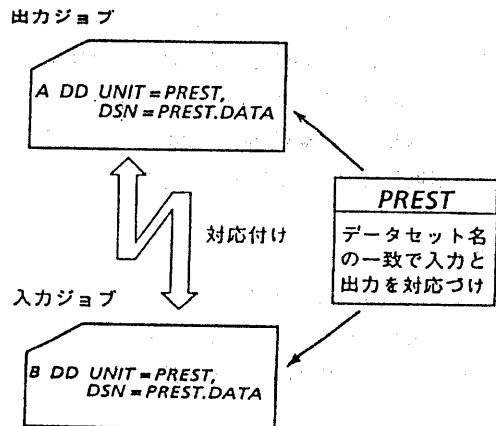 出力ジョブ
A DD UNIT=PREST,
DSN=PREST.DATA
対応付け
PREST
データセット名
の一致で入力と
出力を対応づけ
入力ジョブ
B DD UNIT=PREST,
DSN=PREST.DATA